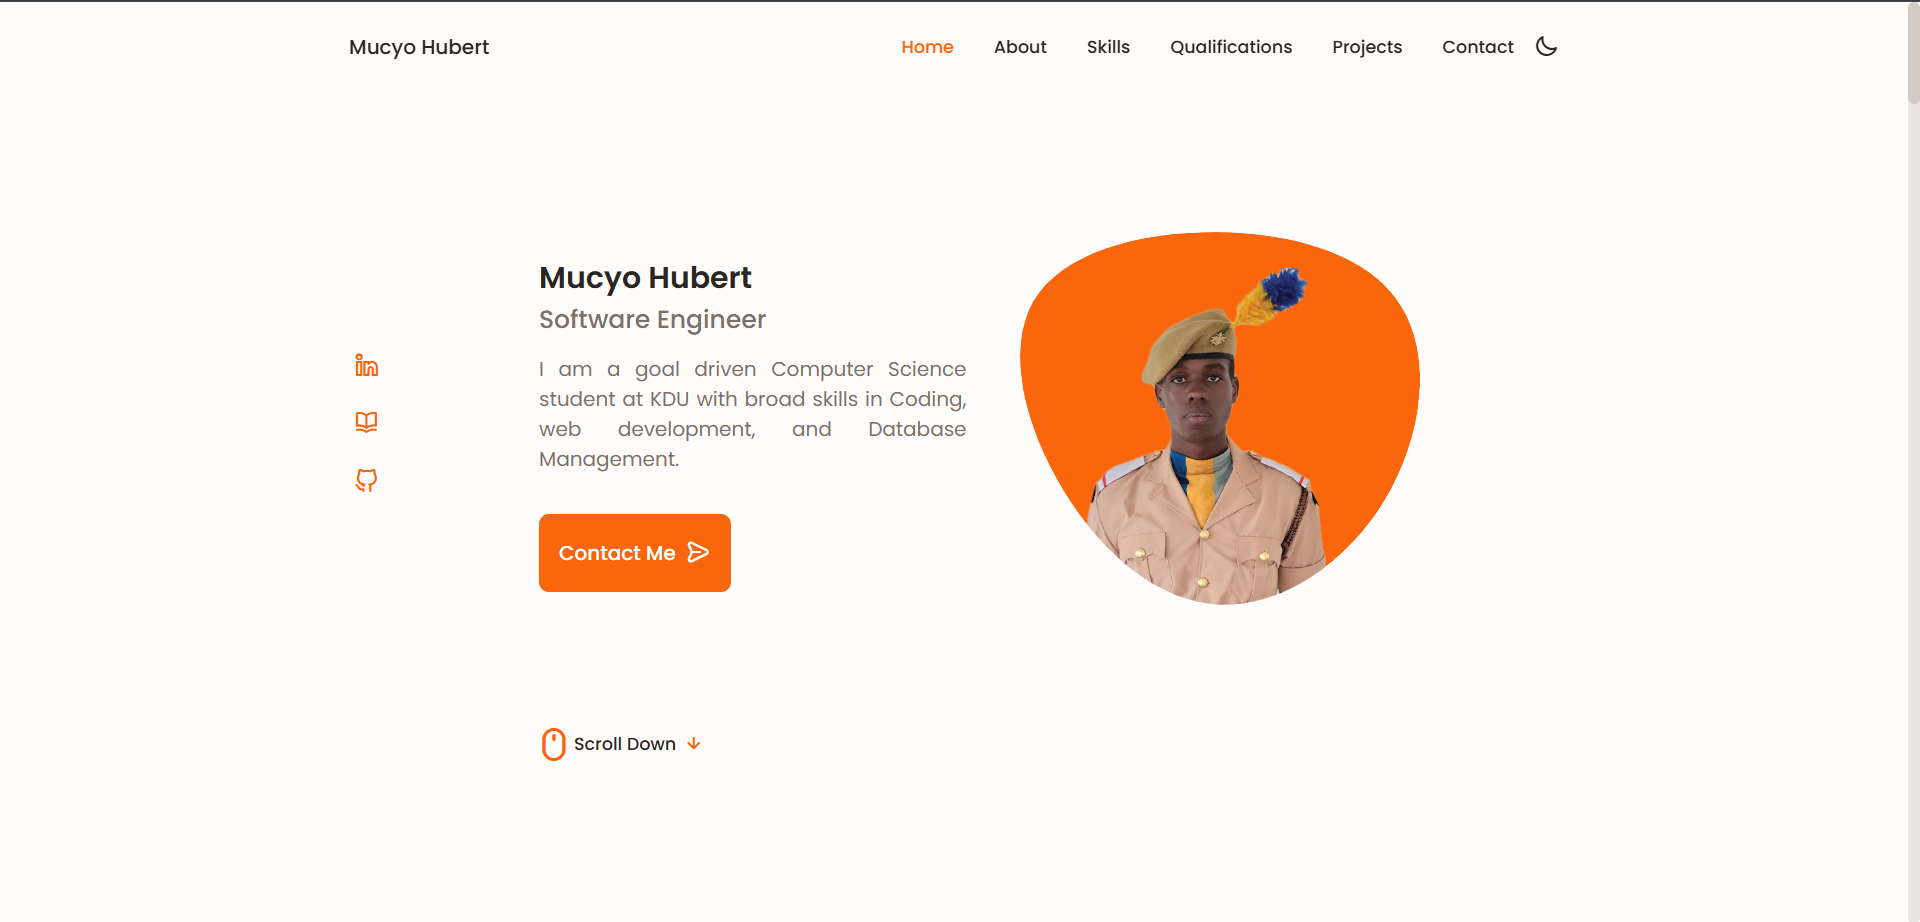 Mucyo Hubert
Home About Skills Qualifications Projects Contact
Mucyo Hubert
Software Engineer
I am a goal driven Computer Science
student at KDU with broad skills in Coding,
web development, and Database
Management.
Contact Me
Scroll Down